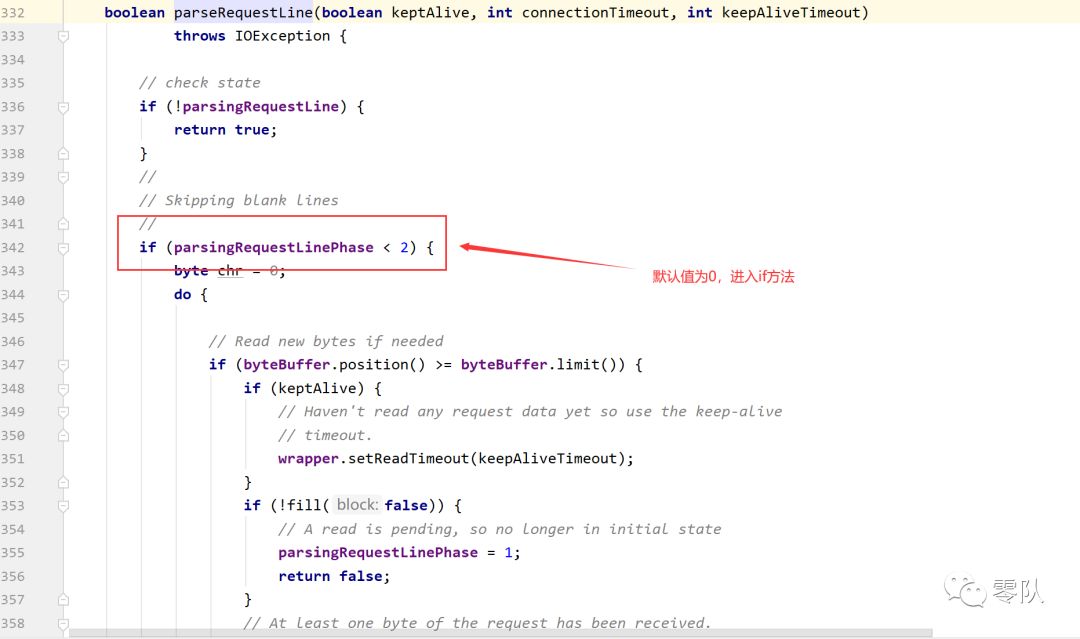 332 boolean parseRequestLine(boolean keptAlive, int connectionTimeout, int keepAliveTimeout)
333 throws IOException {
334
335 // check state
336 if (!parsingRequestLine) {
337 return true;
338 }
339 //
340 // Skipping blank lines
341 //
342 if (parsingRequestLinePhase < 2) {
默认值为0，进入if方法
343 byte chr = 0;
344 do {
345
346 // Read new bytes if needed
347 if (byteBuffer.position() >= byteBuffer.limit()) {
348 if (keptAlive) {
349 // Haven't read any request data yet so use the keep-alive
350 // timeout.
351 wrapper.setReadTimeout(keepAliveTimeout);
352 }
353 if (!fill( block: false)) {
354 // A read is pending, so no longer in initial state
355 parsingRequestLinePhase = 1;
356 return false;
357 }
358 // At least one byte of the request has been received.
零队